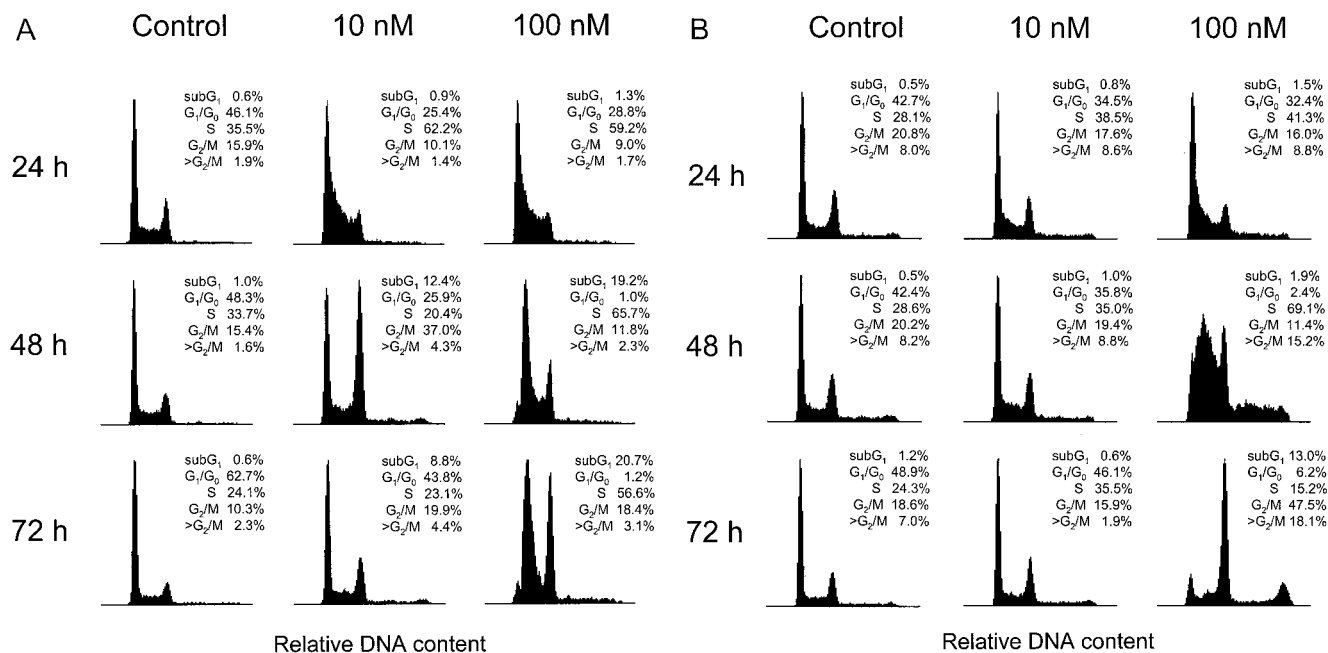 A Control 10 nM 100 nM B Control 10 nM 100 nM
24 h
subG1 0.6%
G1/G0 46.1%
S 35.5%
G2/M 15.9%
>G2/M 1.9%
subG1 0.9%
G1/G0 25.4%
S 62.2%
G2/M 10.1%
>G2/M 1.4%
subG1 1.3%
G1/G0 28.8%
S 59.2%
G2/M 9.0%
>G2/M 1.7%
48 h
subG1 1.0%
G1/G0 48.3%
S 33.7%
G2/M 15.4%
>G2/M 1.6%
subG1 12.4%
G1/G0 25.9%
S 20.4%
G2/M 37.0%
>G2/M 4.3%
subG1 19.2%
G1/G0 1.0%
S 65.7%
G2/M 11.8%
>G2/M 2.3%
72 h
subG1 0.6%
G1/G0 62.7%
S 24.1%
G2/M 10.3%
>G2/M 2.3%
subG1 8.8%
G1/G0 43.8%
S 23.1%
G2/M 19.9%
>G2/M 4.4%
subG1 20.7%
G1/G0 1.2%
S 56.6%
G2/M 18.4%
>G2/M 3.1%
Relative DNA content
24 h
subG1 0.5%
G1/G0 42.7%
S 28.1%
G2/M 20.8%
>G2/M 8.0%
subG1 0.8%
G1/G0 34.5%
S 38.5%
G2/M 17.6%
>G2/M 8.6%
subG1 1.5%
G1/G0 32.4%
S 41.3%
G2/M 16.0%
>G2/M 8.8%
48 h
subG1 0.5%
G1/G0 42.4%
S 28.6%
G2/M 20.2%
>G2/M 8.2%
subG1 1.0%
G1/G0 35.8%
S 35.0%
G2/M 19.4%
>G2/M 8.8%
subG1 1.9%
G1/G0 2.4%
S 69.1%
G2/M 11.4%
>G2/M 15.2%
72 h
subG1 1.2%
G1/G0 48.9%
S 24.3%
G2/M 18.6%
>G2/M 7.0%
subG1 0.6%
G1/G0 46.1%
S 35.5%
G2/M 15.9%
>G2/M 1.9%
subG1 13.0%
G1/G0 6.2%
S 15.2%
G2/M 47.5%
>G2/M 18.1%
Relative DNA content